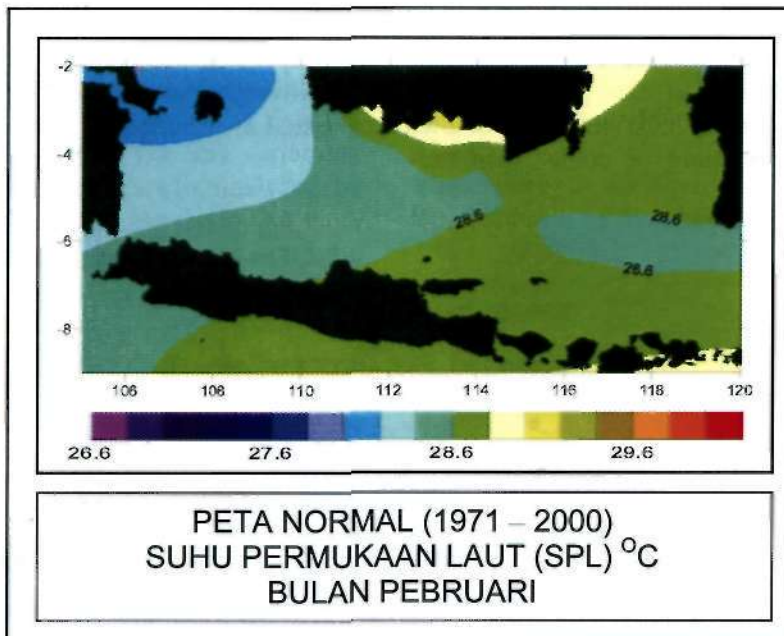 -2
28.6
28.6
-4
28.6
-6
-8
106 108 110 112 114 116 118 120
26.6 27.6 28.6 29.6
PETA NORMAL (1971 – 2000)
SUHU PERMUKAAN LAUT (SPL) °C
BULAN PEBRUARI